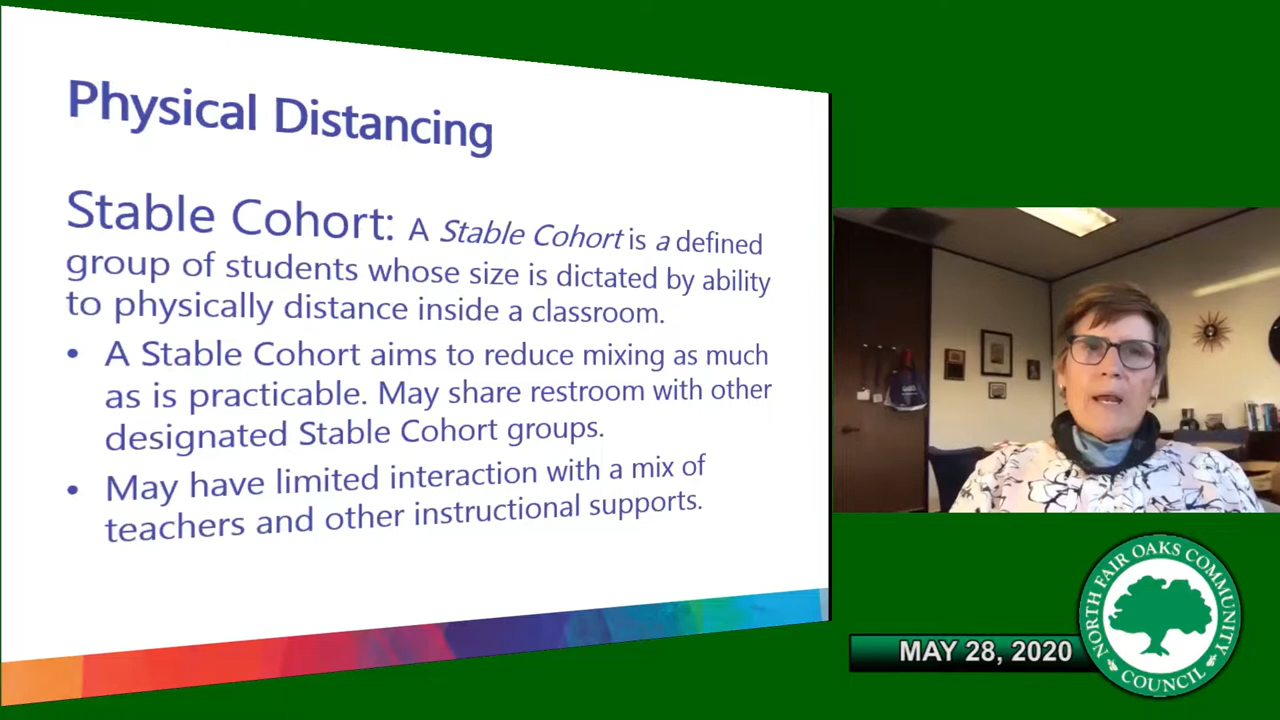 Physical Distancing
Stable Cohort: A Stable Cohort is a defined
group of students whose size is dictated by ability
to physically distance inside a classroom.
• A Stable Cohort aims to reduce mixing as much
as is practicable. May share restroom with other
designated Stable Cohort groups.
• May have limited interaction with a mix of
teachers and other instructional supports.
MAY 28, 2020
NORTH FAIR OAKS COMMUNITY
COUNCIL